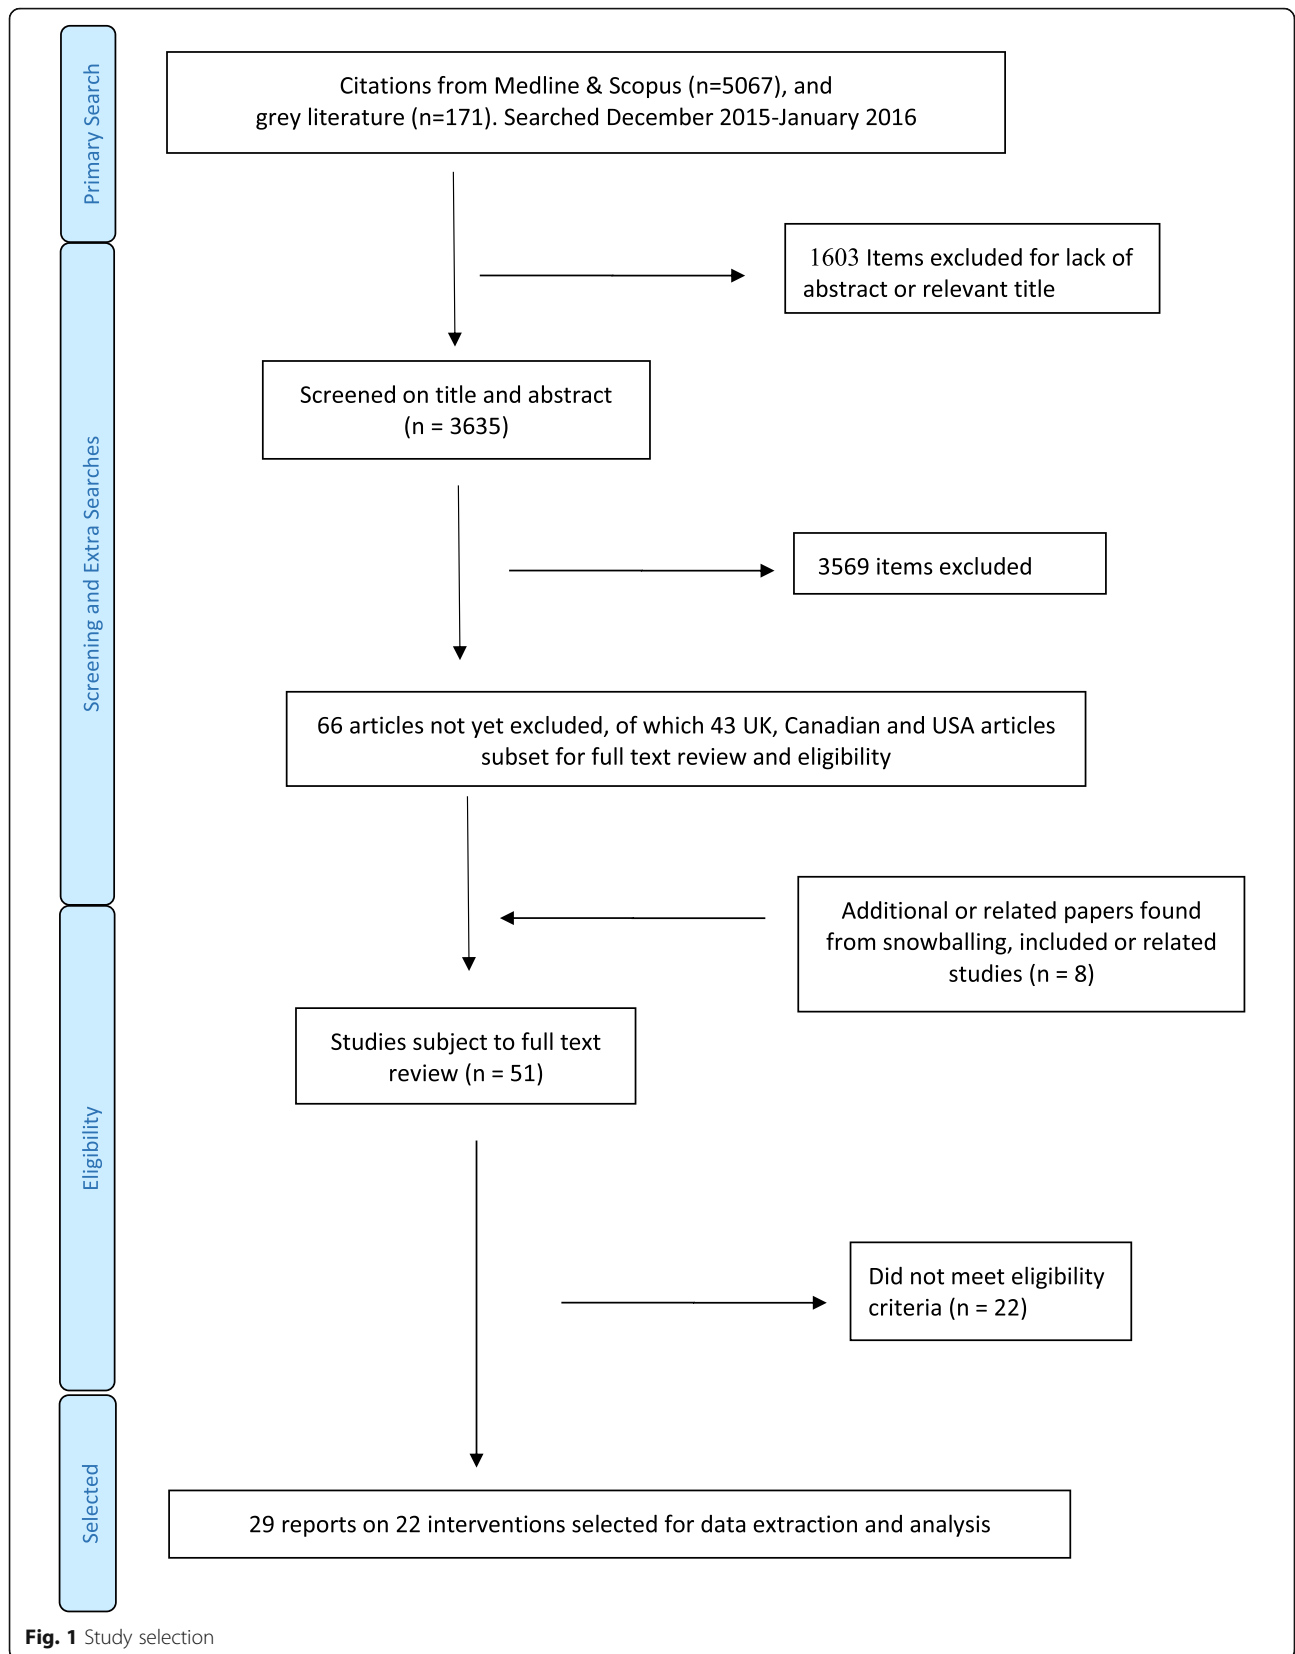 Primary Search
Citations from Medline & Scopus (n=5067), and
grey literature (n=171). Searched December 2015-January 2016
1603 Items excluded for lack of
abstract or relevant title
Screening and Extra Searches
Screened on title and abstract
(n = 3635)
3569 items excluded
66 articles not yet excluded, of which 43 UK, Canadian and USA articles
subset for full text review and eligibility
Additional or related papers found
from snowballing, included or related
studies (n = 8)
Eligibility
Studies subject to full text
review (n = 51)
Did not meet eligibility
criteria (n = 22)
Selected
29 reports on 22 interventions selected for data extraction and analysis
Fig. 1 Study selection